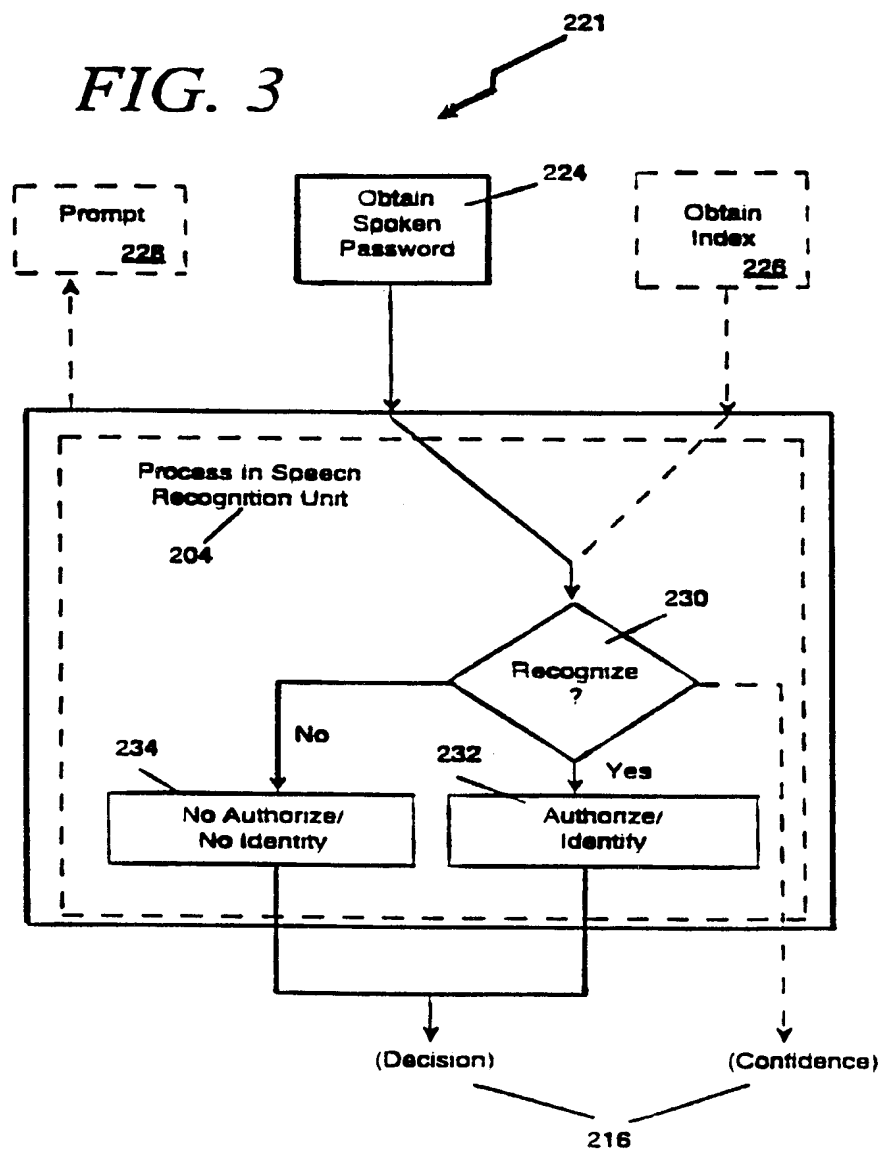 FIG. 3
221
Prompt
228
Obtain
Spoken
Password
224
Obtain
Index
226
Process in Speech
Recognition Unit
204
230
Recognize
?
No
Yes
234
232
No Authorize/
No Identity
Authorize/
Identify
(Decision)
(Confidence)
216